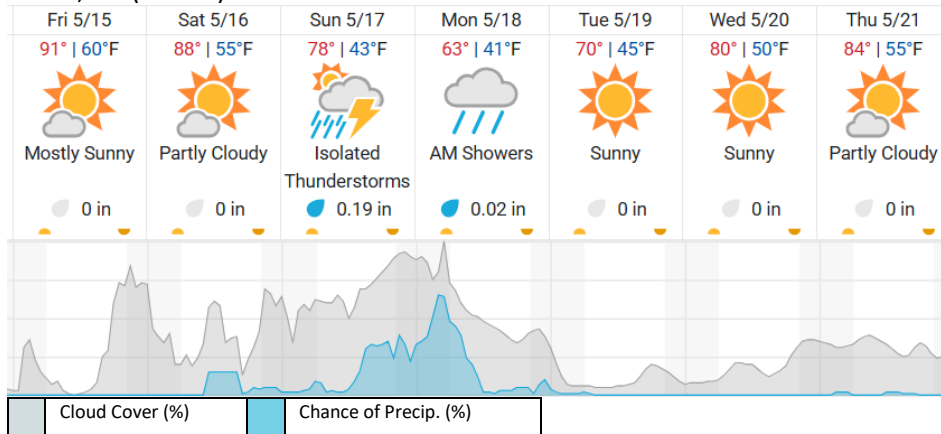 Fri 5/15 Sat 5/16 Sun 5/17 Mon 5/18 Tue 5/19 Wed 5/20 Thu 5/21
91° | 60°F 88° | 55°F 78° | 43°F 63° | 41°F 70° | 45°F 80° | 50°F 84° | 55°F
Mostly Sunny Partly Cloudy Isolated AM Showers Sunny Sunny Partly Cloudy
Thunderstorms
0 in 0 in 0.19 in 0.02 in 0 in 0 in 0 in
Cloud Cover (%) Chance of Precip. (%)